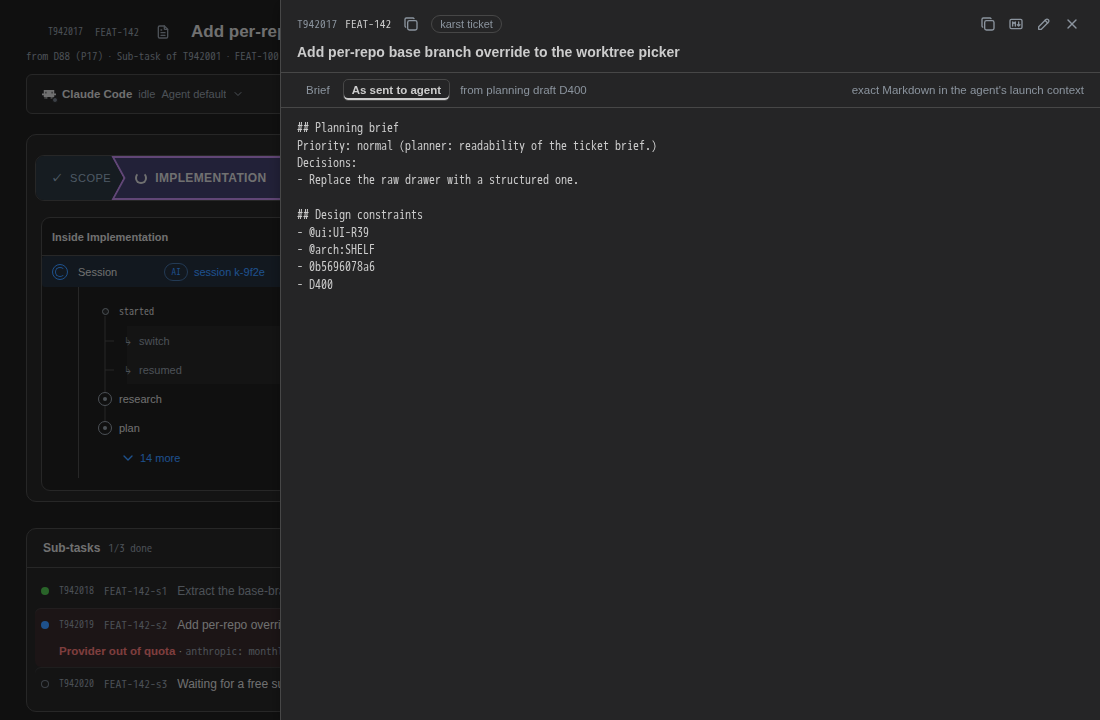 T942017 FEAT-142
Add per-rep
from D88 (P17) · Sub-task of T942001 · FEAT-100
Claude Code idle Agent default
✓ SCOPE
IMPLEMENTATION
Inside Implementation
Session AI session k-9f2e
started
↳ switch
↳ resumed
research
plan
14 more
Sub-tasks 1/3 done
T942018 FEAT-142-s1 Extract the base-br
T942019 FEAT-142-s2 Add per-repo overri
Provider out of quota · anthropic: month
T942020 FEAT-142-s3 Waiting for a free su
T942017 FEAT-142 karst ticket
Add per-repo base branch override to the worktree picker
Brief As sent to agent from planning draft D400 exact Markdown in the agent's launch context
## Planning brief
Priority: normal (planner: readability of the ticket brief.)
Decisions:
- Replace the raw drawer with a structured one.
## Design constraints
- @ui:UI-R39
- @arch:SHELF
- 0b5696078a6
- D400